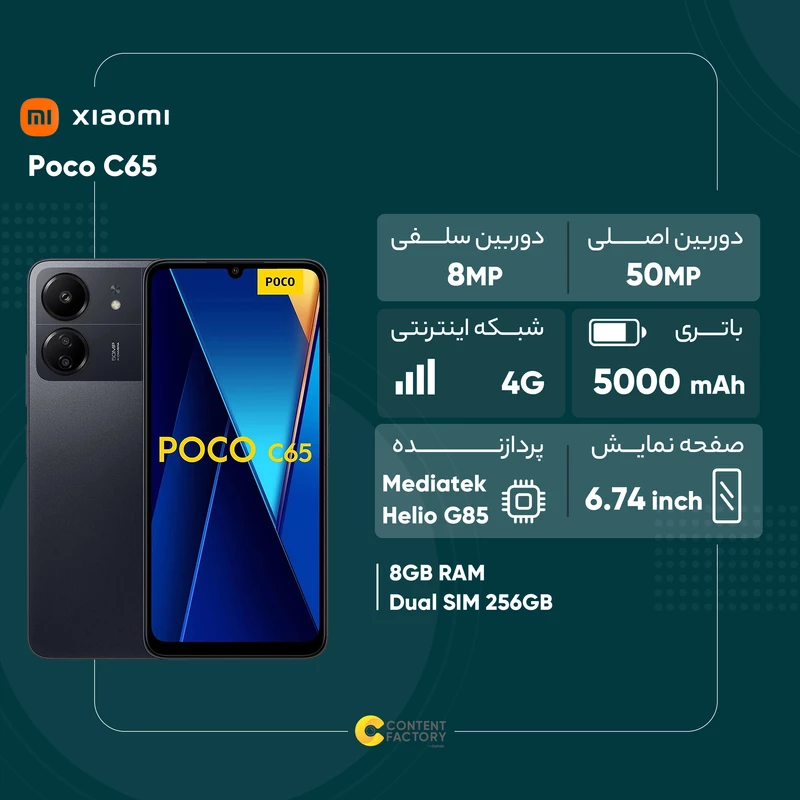 xiaomi
Poco C65
POCO
POCO C65
50MP
دوربین اصلی
50MP
دوربین سلفی
8MP
باتری
5000 mAh
شبکه اینترنتی
4G
صفحه نمایش
6.74 inch
پردازنده
Mediatek
Helio G85
8GB RAM
Dual SIM 256GB
CONTENT
FACTORY